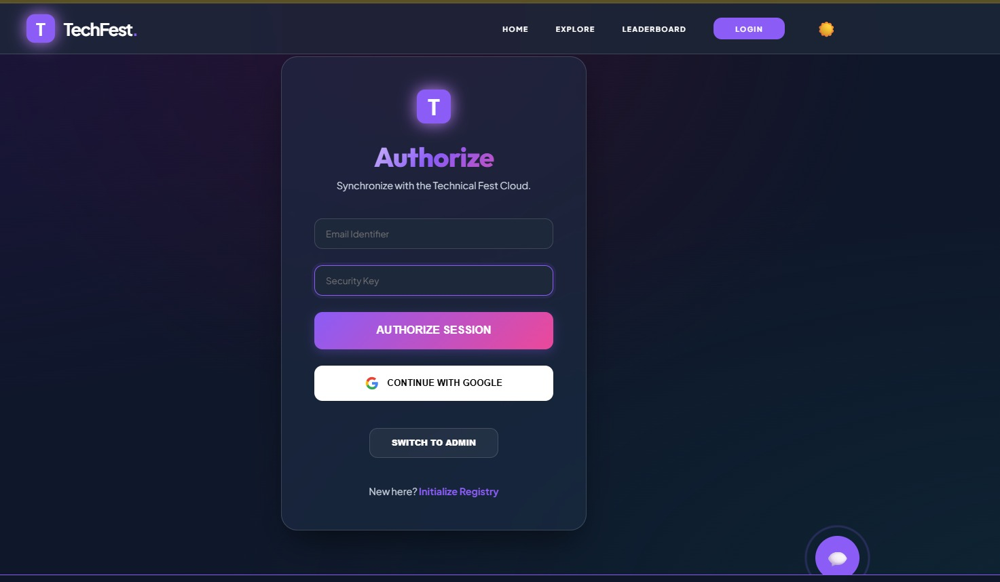 T TechFest.
HOME EXPLORE LEADERBOARD LOGIN
T
Authorize
Synchronize with the Technical Fest Cloud.
Email Identifier
Security Key
AUTHORIZE SESSION
CONTINUE WITH GOOGLE
SWITCH TO ADMIN
New here? Initialize Registry